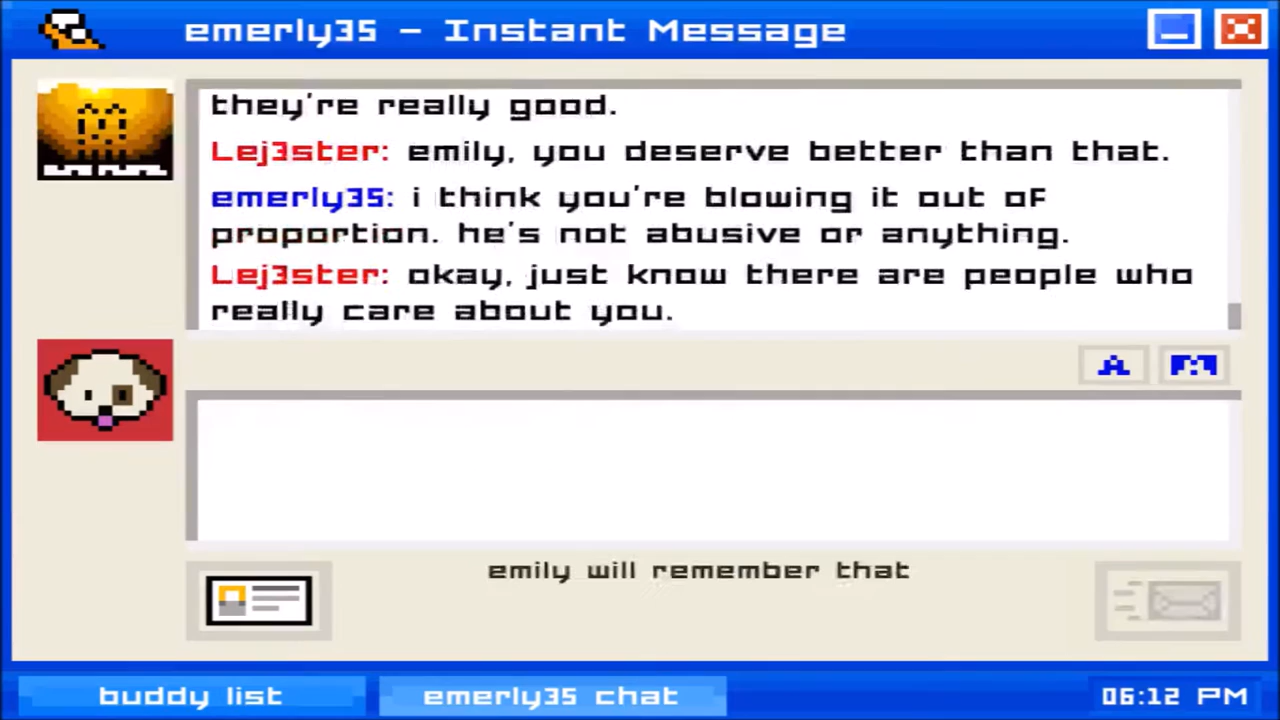 emerly35 - Instant Message
they're really good.
Lej3ster: emily, you deserve better than that.
emerly35: i think you're blowing it out of
proportion. he's not abusive or anything.
Lej3ster: okay, just know there are people who
really care about you.
A M
emily will remember that
buddy list emerly35 chat 06:12 PM